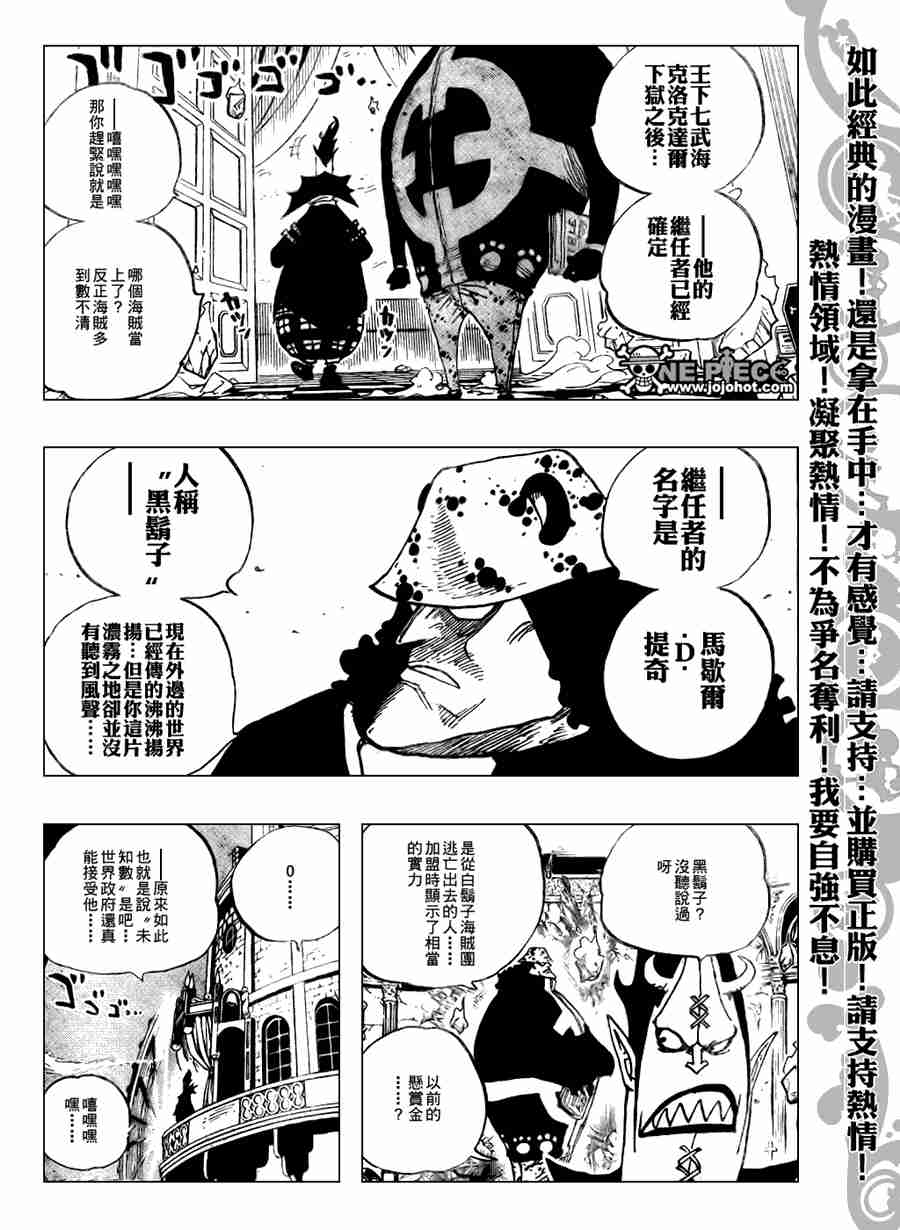 如此經典的漫畫！還是拿在手中…才有感覺…請支持…並購買正版！請支持熱情！
熱情領域！凝聚熱情！不為爭名奪利！我要自強不息！
王下七武海
克洛克達爾
下獄之後…
——他的
繼任者已經
確定
——嘻嘿嘿嘿
那你趕緊說就是
哪個海賊當
上了？
反正海賊多
到數不清
ゴゴゴ
カッ
カッ
ONE PIECE
www.jojohot.com
——
繼任者的
名字是
馬歇爾
·D·
提奇
——
人稱
〝黑鬍子〞
現在外邊的世界
已經傳的沸沸揚
揚…但是你這片
濃霧之地卻並沒
有聽到風聲……
黑鬍子？
沒聽說過
呀
是從白鬍子海賊團
逃亡出去的人……
加盟時顯示了相當
的實力
以前的
懸賞金
……？
0……
——原來如此
也就是說〝未
知數〞是吧…
世界政府還真
能接受他……
ゴゴゴ
嘻嘿嘿
嘿……